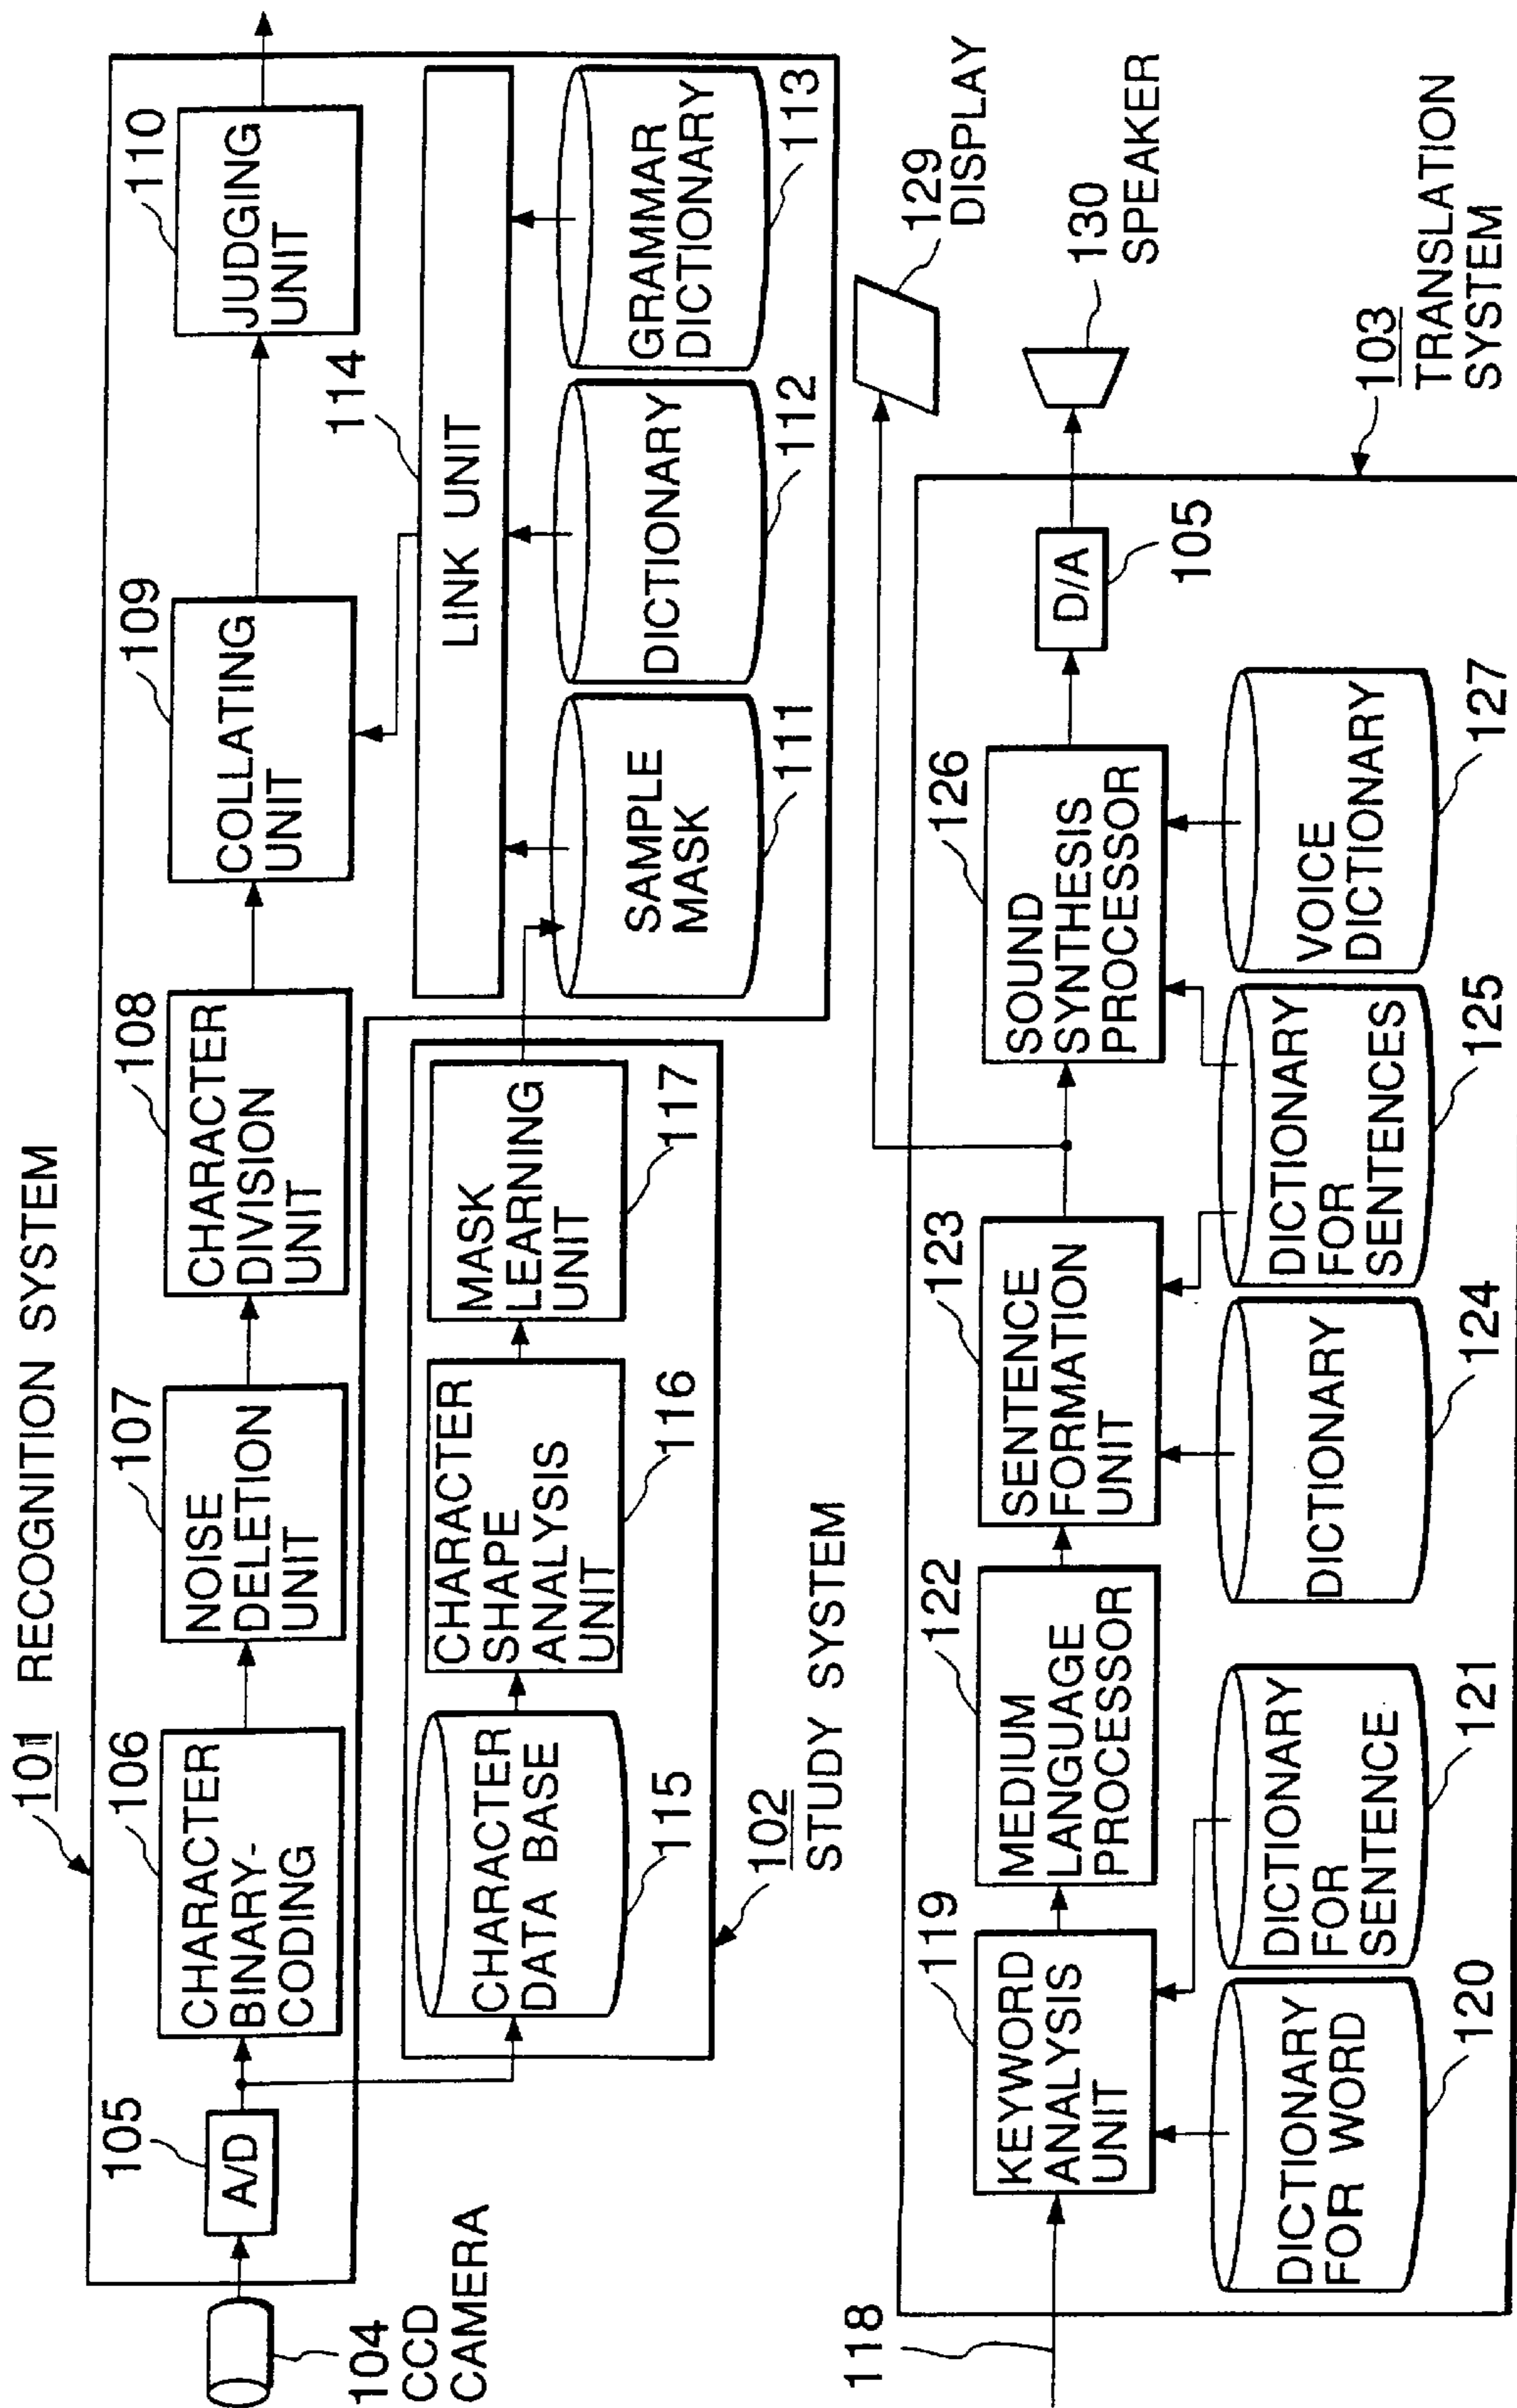 101 RECOGNITION SYSTEM
104
CCD
CAMERA
105
A/D
106
CHARACTER
BINARY-
CODING
107
NOISE
DELETION
UNIT
108
CHARACTER
DIVISION
UNIT
109
COLLATING
UNIT
110
JUDGING
UNIT
114
LINK UNIT
SAMPLE
MASK
111
DICTIONARY
112
GRAMMAR
DICTIONARY
113
CHARACTER
DATA BASE
115
CHARACTER
SHAPE
ANALYSIS
UNIT
116
MASK
LEARNING
UNIT
117
102
STUDY SYSTEM
118
119
KEYWORD
ANALYSIS
UNIT
DICTIONARY
FOR WORD
120
DICTIONARY
FOR
SENTENCE
121
122
MEDIUM
LANGUAGE
PROCESSOR
123
SENTENCE
FORMATION
UNIT
DICTIONARY
124
DICTIONARY
FOR
SENTENCES
125
126
SOUND
SYNTHESIS
PROCESSOR
VOICE
DICTIONARY
127
D/A
105
129
DISPLAY
130
SPEAKER
103
TRANSLATION
SYSTEM